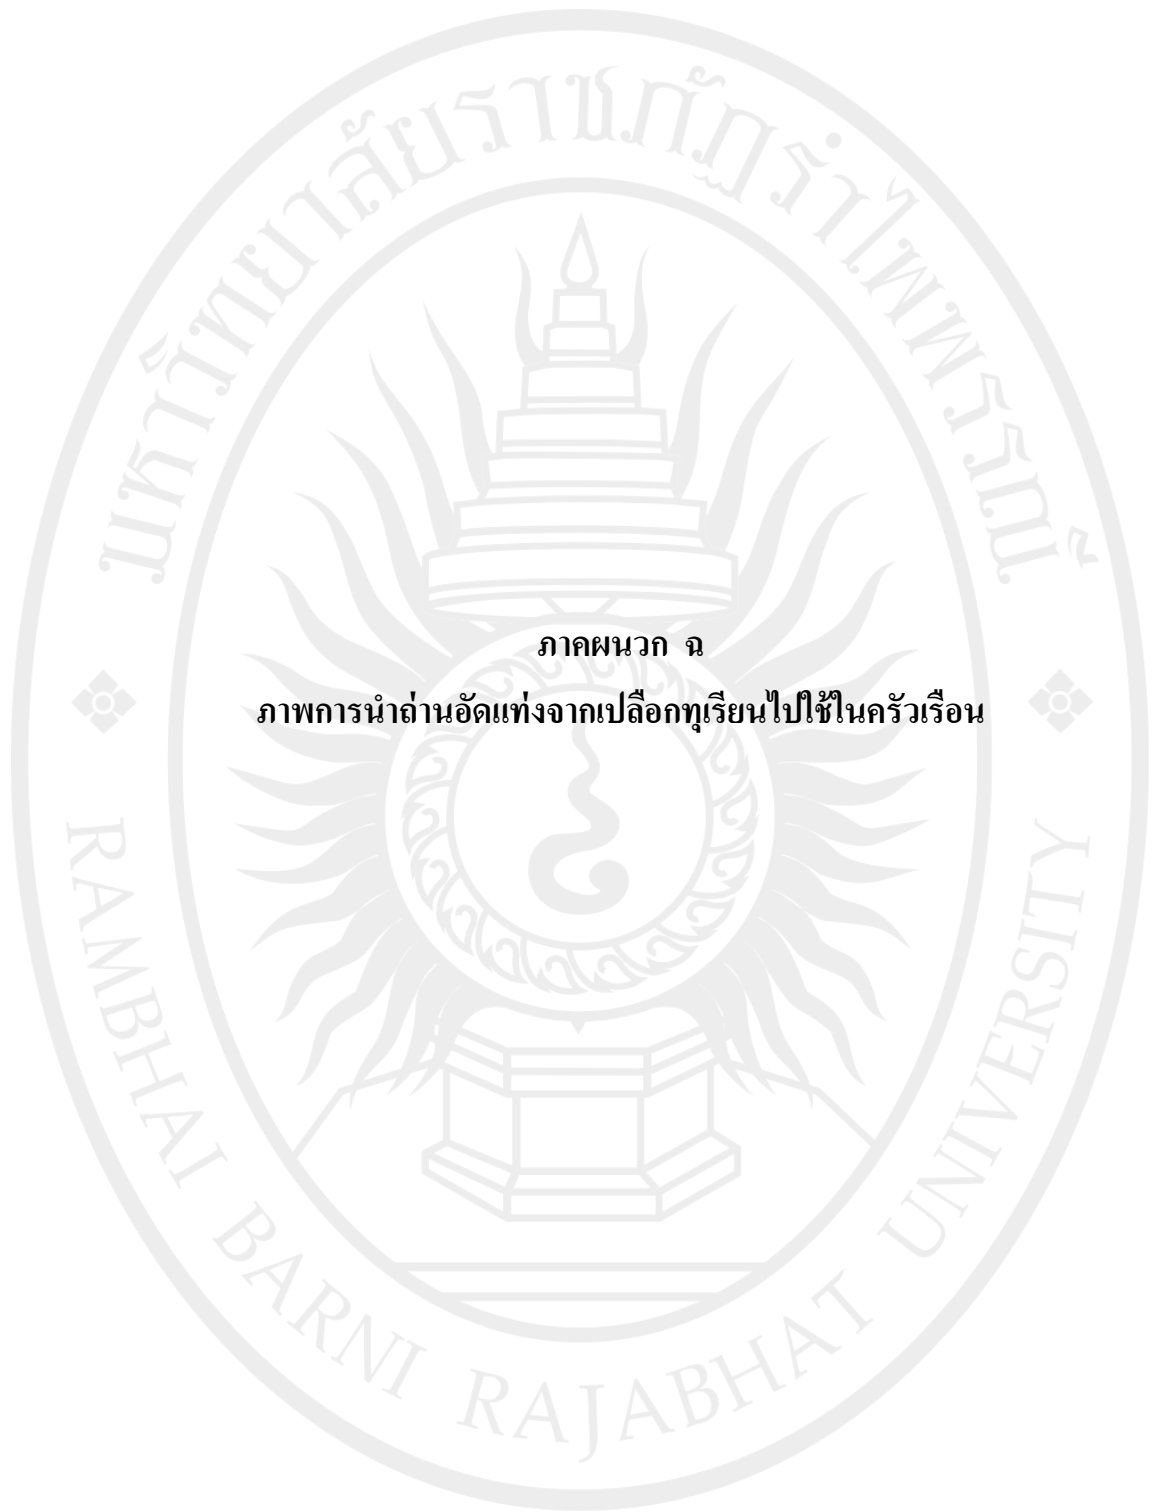 มหาวิทยาลัยราชภัฏรำไพพรรณี
ภาคผนวก ฉ
ภาพการนำถ่านอัดแท่งจากเปลือกทุเรียนไปใช้ในครัวเรือน
RAMBHAI BARNI RAJABHAT UNIVERSITY